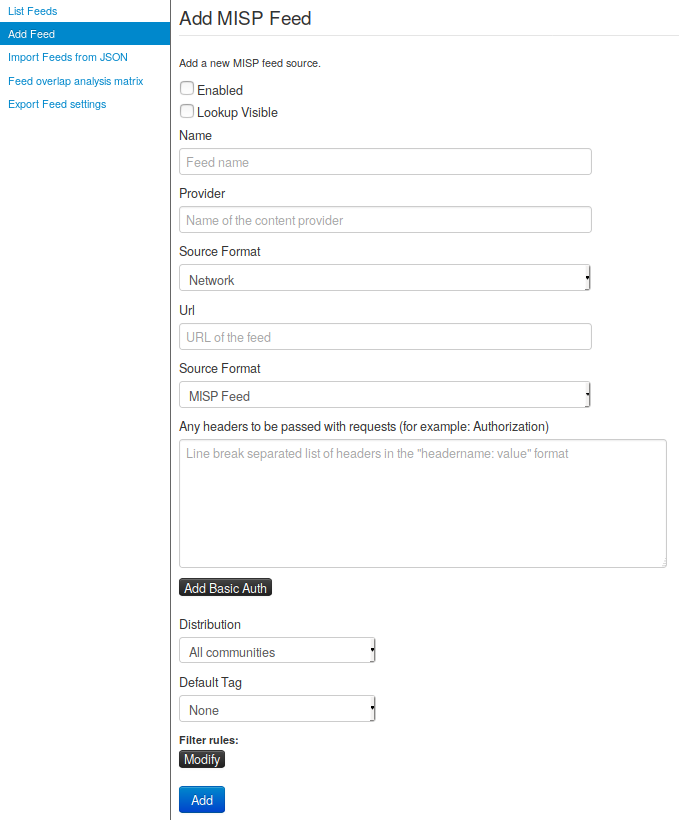 List Feeds
Add Feed
Import Feeds from JSON
Feed overlap analysis matrix
Export Feed settings
Add MISP Feed
Add a new MISP feed source.
Enabled
Lookup Visible
Name
Feed name
Provider
Name of the content provider
Source Format
Network
Url
URL of the feed
Source Format
MISP Feed
Any headers to be passed with requests (for example: Authorization)
Line break separated list of headers in the "headername: value" format
Add Basic Auth
Distribution
All communities
Default Tag
None
Filter rules:
Modify
Add